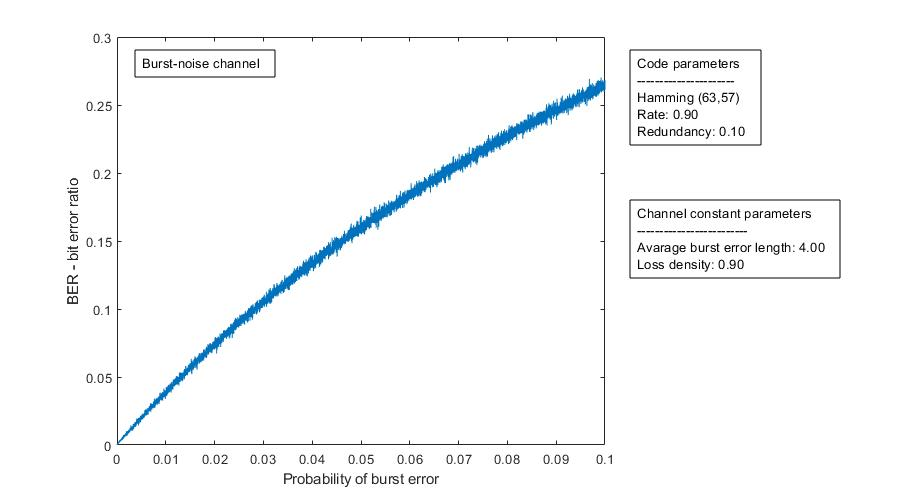 0.3
0.25
0.2
0.15
0.1
0.05
0
BER - bit error ratio
Burst-noise channel
0 0.01 0.02 0.03 0.04 0.05 0.06 0.07 0.08 0.09 0.1
Probability of burst error
Code parameters
----------------------
Hamming (63,57)
Rate: 0.90
Redundancy: 0.10
Channel constant parameters
-------------------------
Avarage burst error length: 4.00
Loss density: 0.90